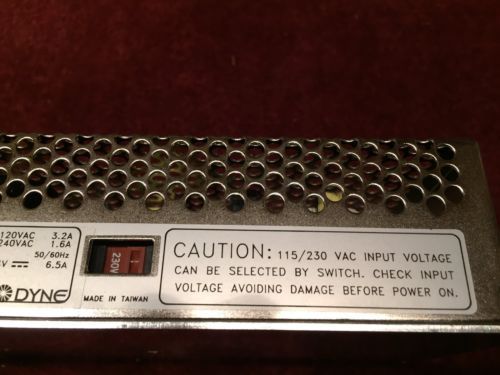 120VAC 3.2A
240VAC 1.6A
50/60Hz
6.5A
DYNE
230V
MADE IN TAIWAN
CAUTION: 115/230 VAC INPUT VOLTAGE
CAN BE SELECTED BY SWITCH. CHECK INPUT
VOLTAGE AVOIDING DAMAGE BEFORE POWER ON.